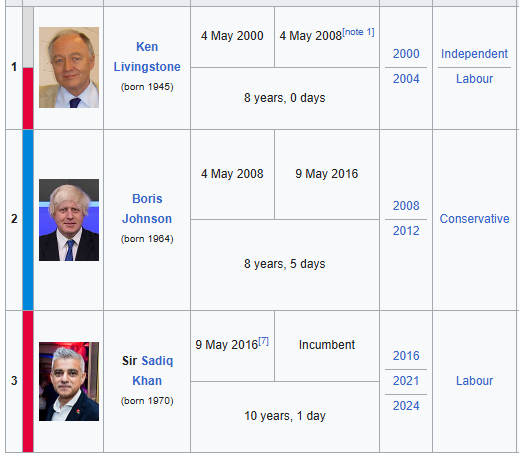 1
Ken
Livingstone
(born 1945)
4 May 2000
4 May 2008[note 1]
8 years, 0 days
2000
2004
Independent
Labour
2
Boris
Johnson
(born 1964)
4 May 2008
9 May 2016
8 years, 5 days
2008
2012
Conservative
3
Sir Sadiq
Khan
(born 1970)
9 May 2016[7]
Incumbent
10 years, 1 day
2016
2021
2024
Labour